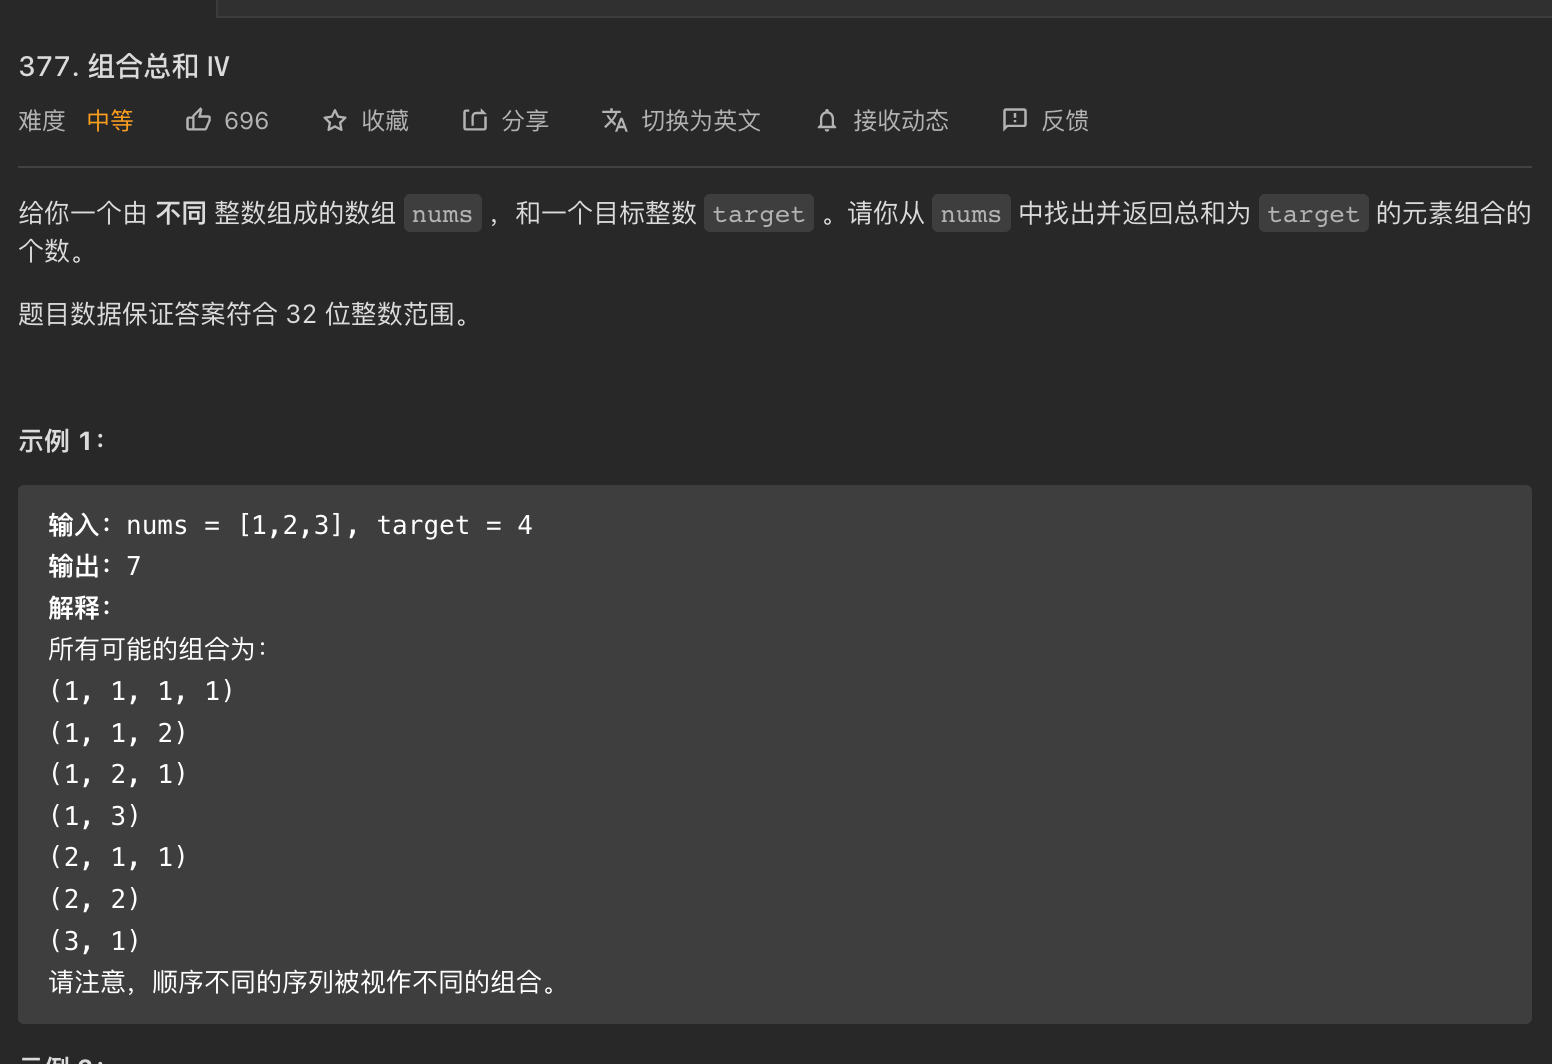 377. 组合总和 Ⅳ
难度 中等 696 收藏 分享 切换为英文 接收动态 反馈
给你一个由 不同 整数组成的数组 nums ，和一个目标整数 target 。请你从 nums 中找出并返回总和为 target 的元素组合的
个数。
题目数据保证答案符合 32 位整数范围。
示例 1：
输入：nums = [1,2,3], target = 4
输出：7
解释：
所有可能的组合为：
(1, 1, 1, 1)
(1, 1, 2)
(1, 2, 1)
(1, 3)
(2, 1, 1)
(2, 2)
(3, 1)
请注意，顺序不同的序列被视作不同的组合。